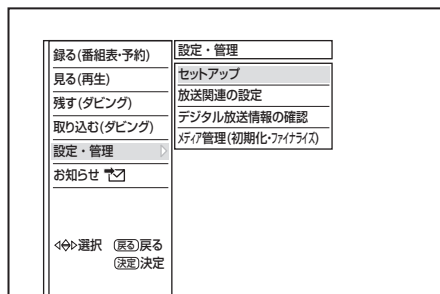 録る(番組表･予約)
見る(再生)
残す(ダビング)
取り込む(ダビング)
設定・管理
お知らせ
選択 戻る戻る
決定決定
設定・管理
セットアップ
放送関連の設定
デジタル放送情報の確認
メディア管理(初期化･ファイナライズ)